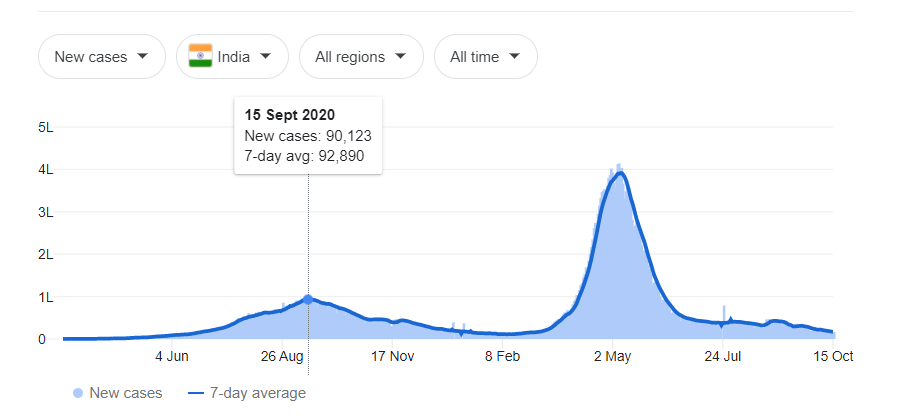 New cases India All regions All time
15 Sept 2020
New cases: 90,123
7-day avg: 92,890
5L
4L
3L
2L
1L
0
4 Jun 26 Aug 17 Nov 8 Feb 2 May 24 Jul 15 Oct
New cases 7-day average